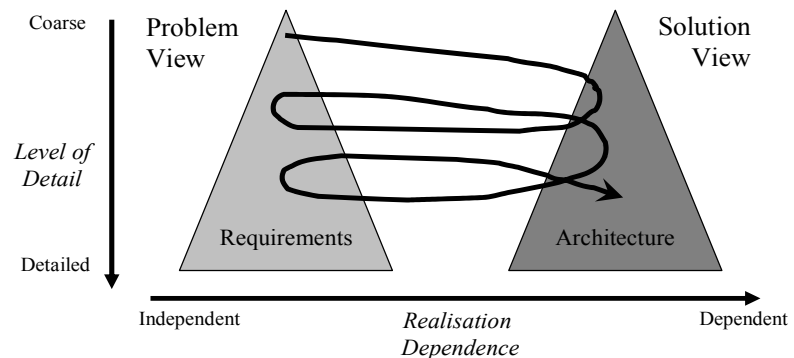 Coarse
Problem
View
Solution
View
Level of
Detail
Requirements
Architecture
Detailed
Independent
Realisation
Dependence
Dependent